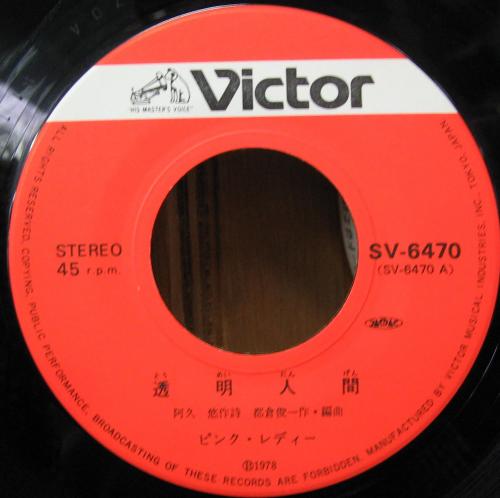 Victor
"HIS MASTER'S VOICE"
STEREO
45 r.p.m.
SV-6470
(SV-6470 A)
とう めい にん げん
透明人間
阿久 悠作詩 都倉俊一作・編曲
ピンク・レディー
Ⓟ1978
ALL RIGHTS RESERVED. COPYING, PUBLIC PERFORMANCE, BROADCASTING OF THESE RECORDS ARE FORBIDDEN. MANUFACTURED BY VICTOR MUSICAL INDUSTRIES, INC. TOKYO, JAPAN